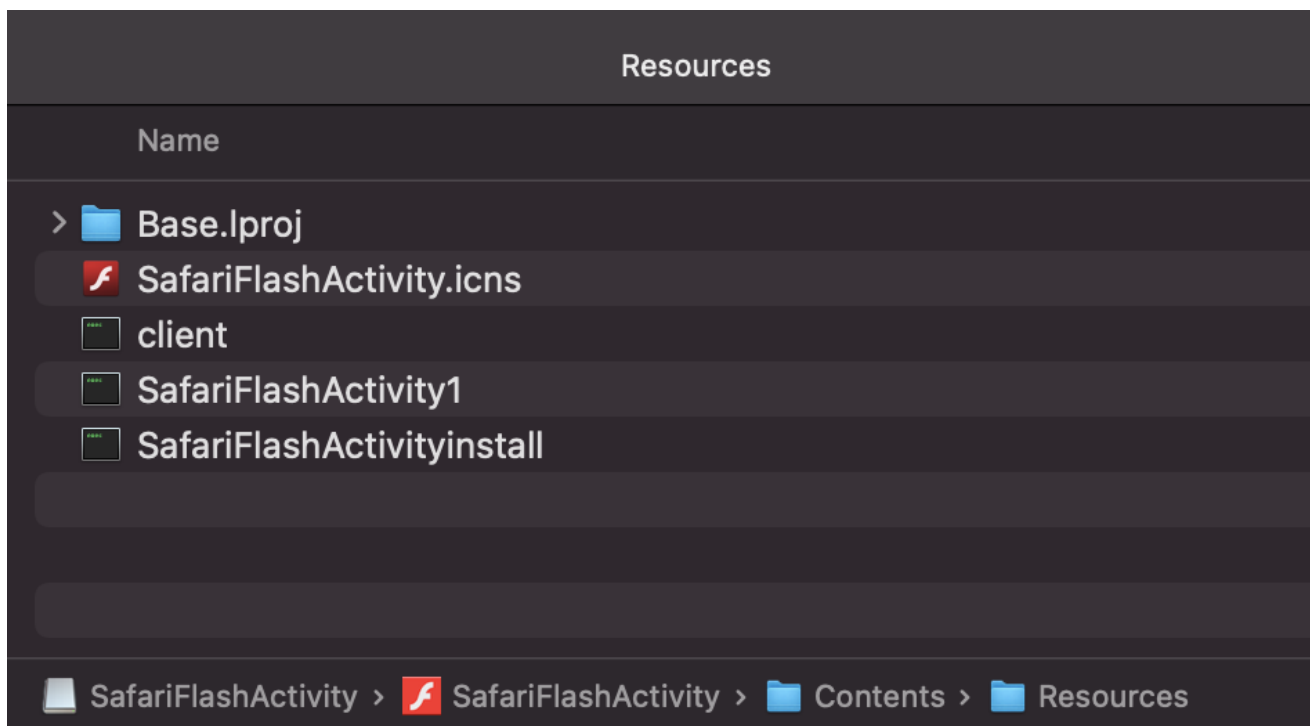 Resources
Name
Base.lproj
SafariFlashActivity.icns
client
SafariFlashActivity1
SafariFlashActivityinstall
SafariFlashActivity › SafariFlashActivity › Contents › Resources